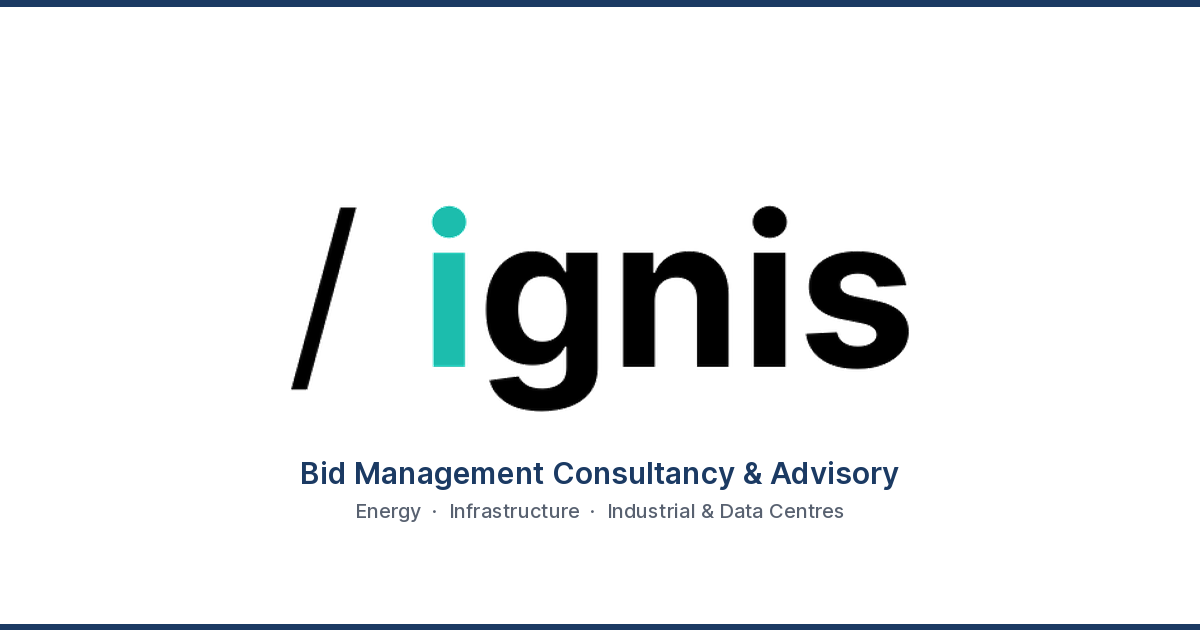 / ignis
Bid Management Consultancy & Advisory
Energy · Infrastructure · Industrial & Data Centres